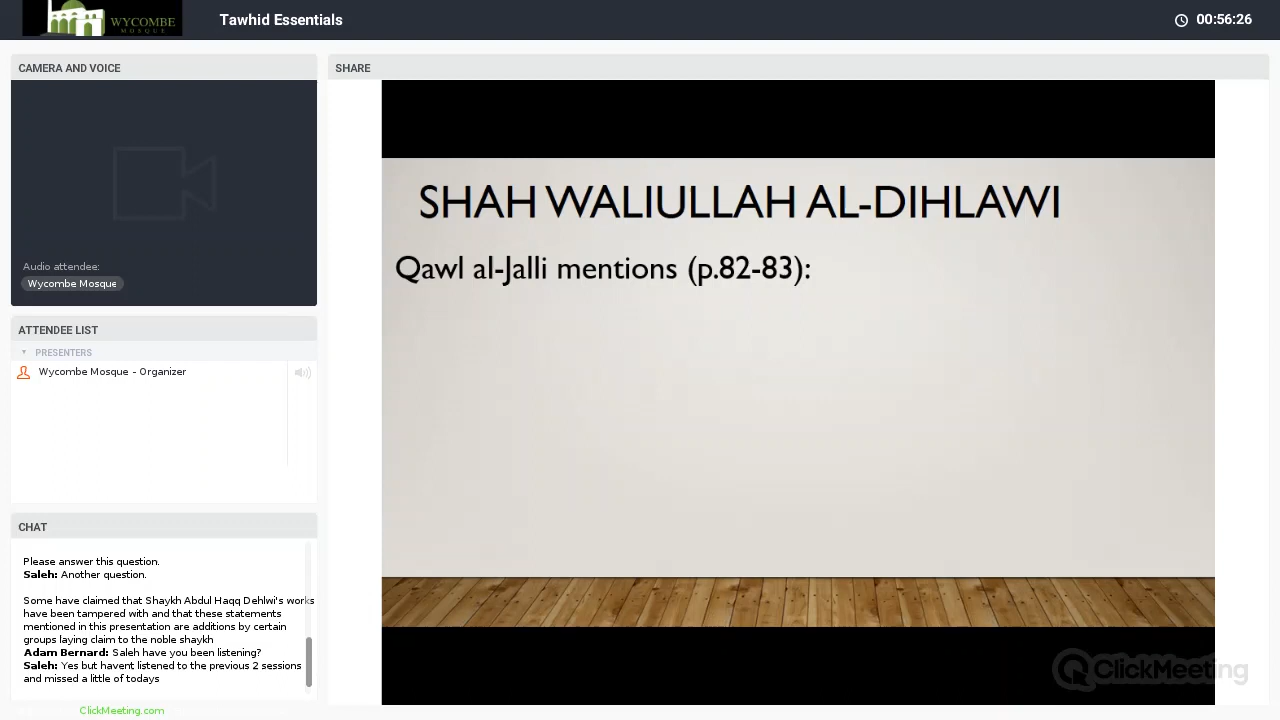 WYCOMBE
MOSQUE
Tawhid Essentials
00:56:26
CAMERA AND VOICE
Audio attendee:
Wycombe Mosque
ATTENDEE LIST
PRESENTERS
Wycombe Mosque - Organizer
CHAT
Please answer this question.
Saleh: Another question.
Some have claimed that Shaykh Abdul Haqq Dehlwi's works
have been tampered with and that these statements
mentioned in this presentation are additions by certain
groups laying claim to the noble shaykh
Adam Bernard: Saleh have you been listening?
Saleh: Yes but havent listened to the previous 2 sessions
and missed a little of todays
ClickMeeting.com
SHARE
SHAH WALIULLAH AL-DIHLAWI
Qawl al-Jalli mentions (p.82-83):
ClickMeeting